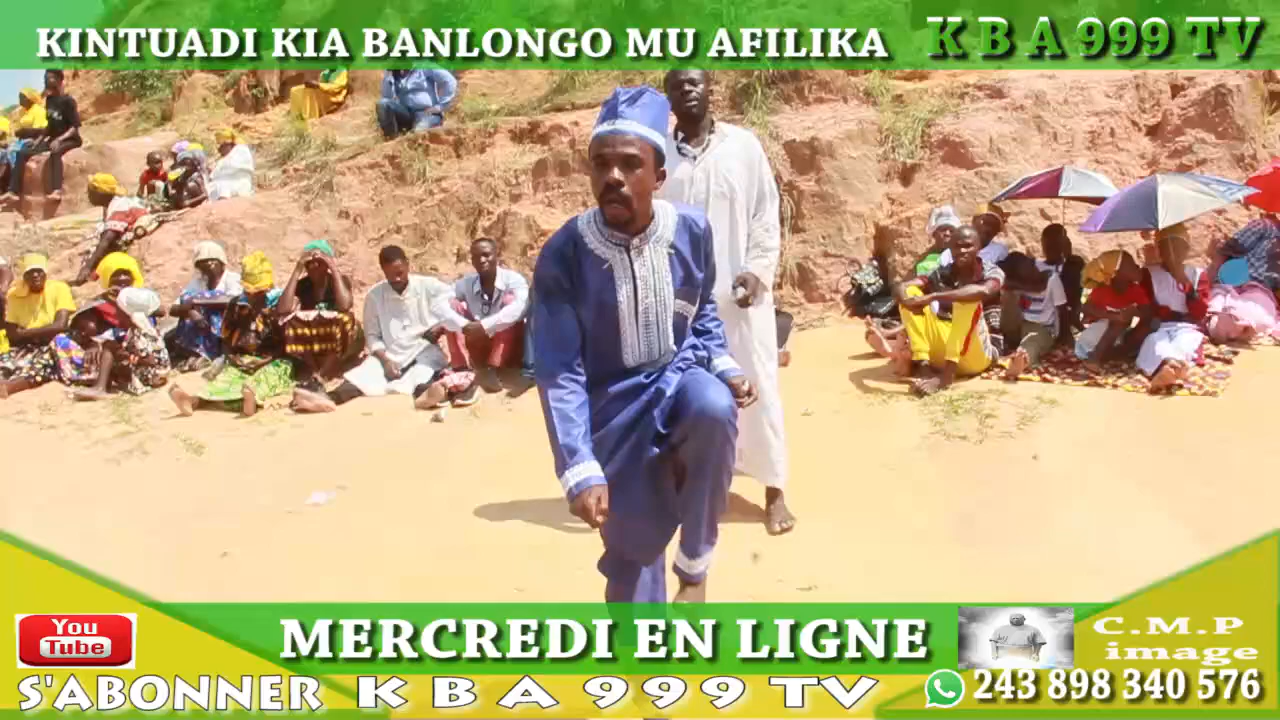 KINTUADI KIA BANLONGO MU AFILIKA
K B A 999 TV
You
Tube
MERCREDI EN LIGNE
C.M.P
image
S'ABONNER K B A 999 TV
243 898 340 576